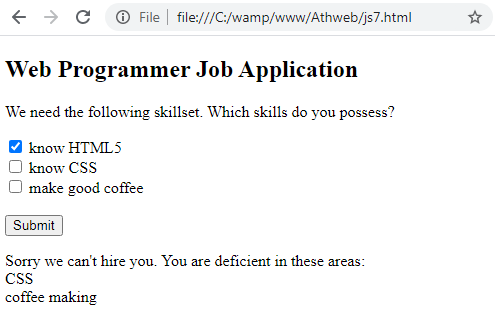 File file:///C:/wamp/www/Athweb/js7.html
Web Programmer Job Application
We need the following skillset. Which skills do you possess?
know HTML5
know CSS
make good coffee
Submit
Sorry we can't hire you. You are deficient in these areas:
CSS
coffee making